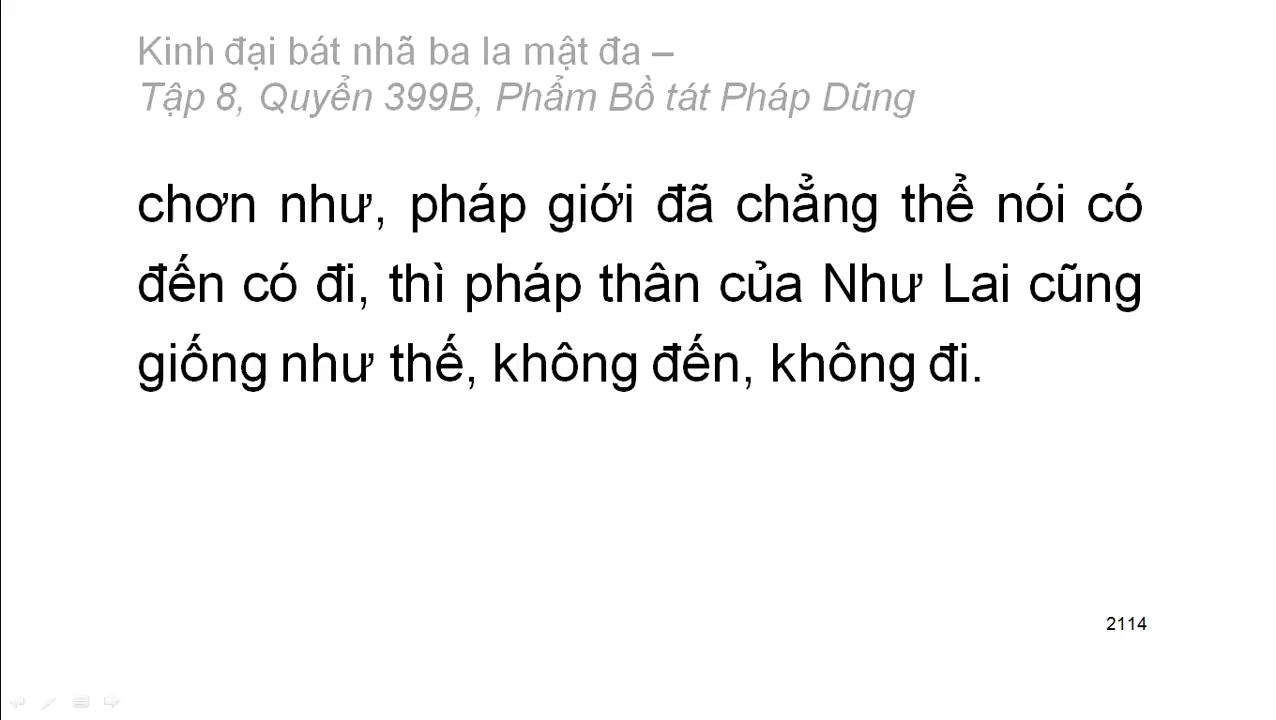 Kinh đại bát nhã ba la mật đa –
Tập 8, Quyển 399B, Phẩm Bồ tát Pháp Dũng
chơn như, pháp giới đã chẳng thể nói có
đến có đi, thì pháp thân của Như Lai cũng
giống như thế, không đến, không đi.
2114